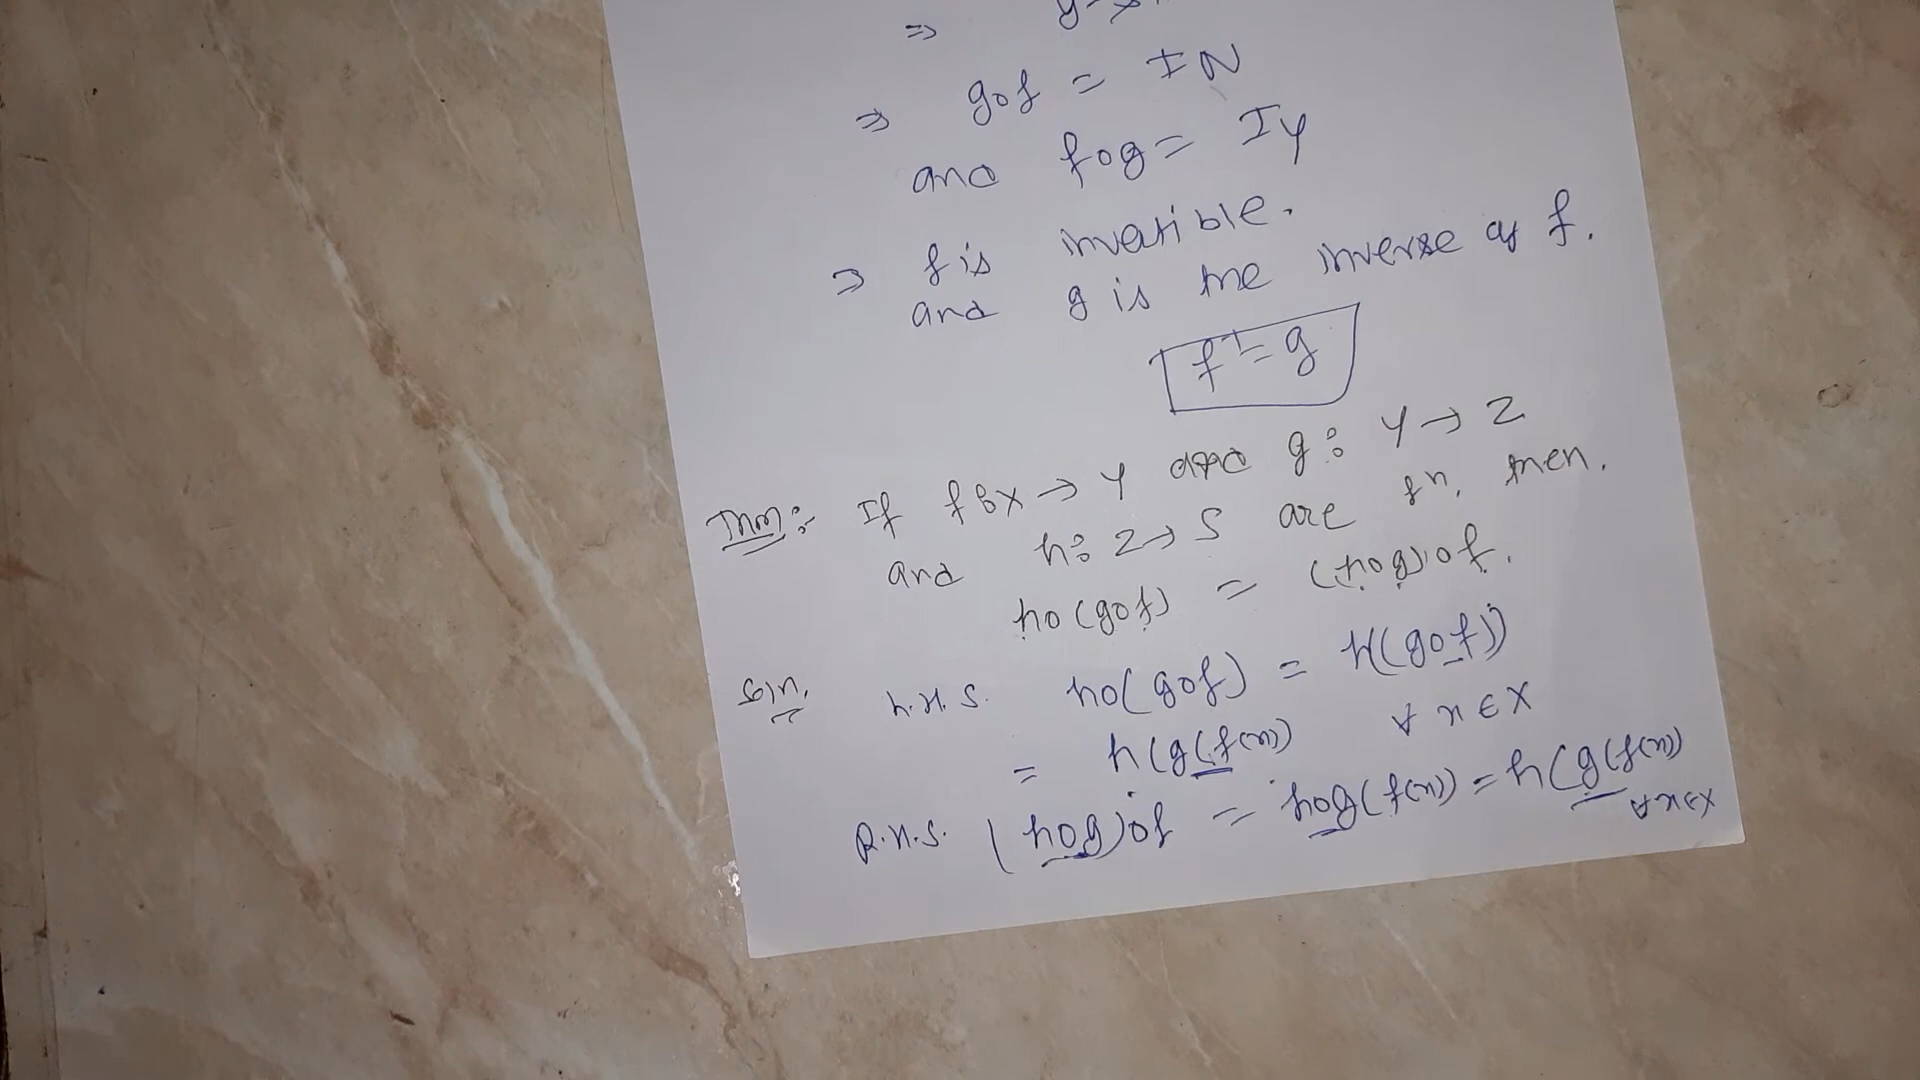 ⇒ y-x
⇒ gof = IN
and fog = IY
⇒ f is invertible.
and g is the inverse of f.
f⁻¹ = g
Thm:- If f: X → Y and g: Y → Z
and h: Z → S are fn. then.
ho(gof) = (hog)of.
Soln. L.H.S. ho(gof) = h((gof))
= h(g(f(x)) ∀ x ∈ X
R.H.S. (hog)of = hog(f(x)) = h(g(f(x))
∀ x ∈ X